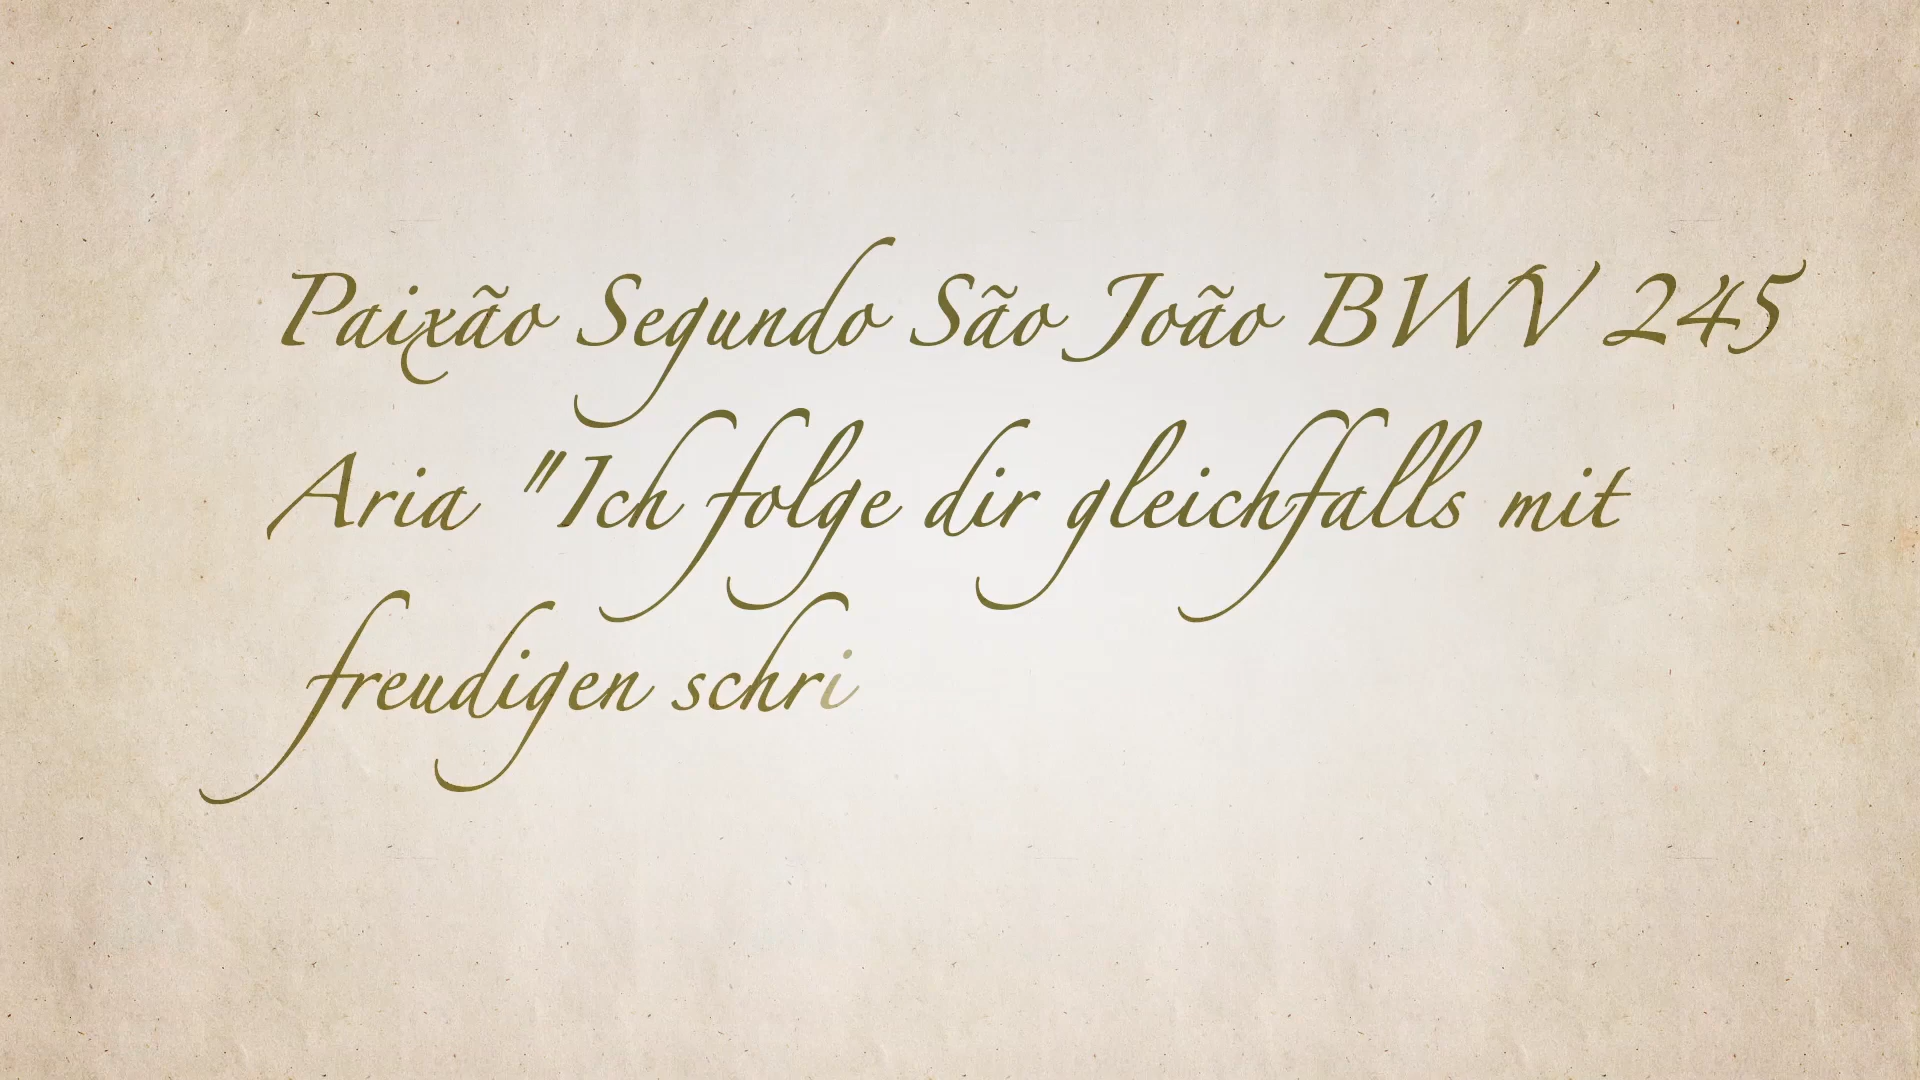 Paixão Segundo São João BWV 245
Aria "Ich folge dir gleichfalls mit
freudigen schri